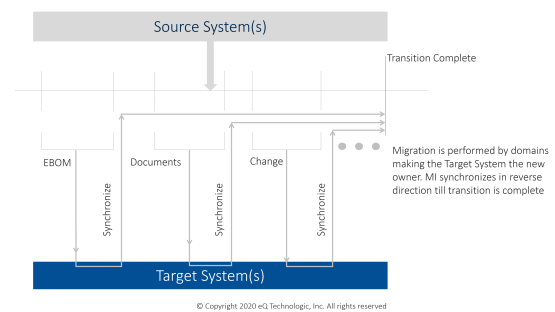 Source System(s)
Transition Complete
EBOM
Documents
Change
Synchronize
Synchronize
Synchronize
Migration is performed by domains
making the Target System the new
owner. MI synchronizes in reverse
direction till transition is complete
Target System(s)
© Copyright 2020 eQ Technologic, Inc. All rights reserved